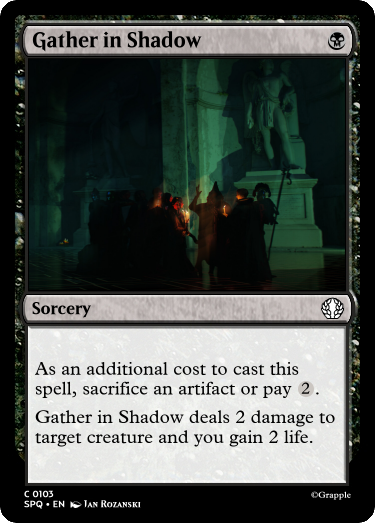 Gather in Shadow
Sorcery
As an additional cost to cast this
spell, sacrifice an artifact or pay 2.
Gather in Shadow deals 2 damage to
target creature and you gain 2 life.
C 0103
SPQ • EN Jan Rozanski
©Grapple